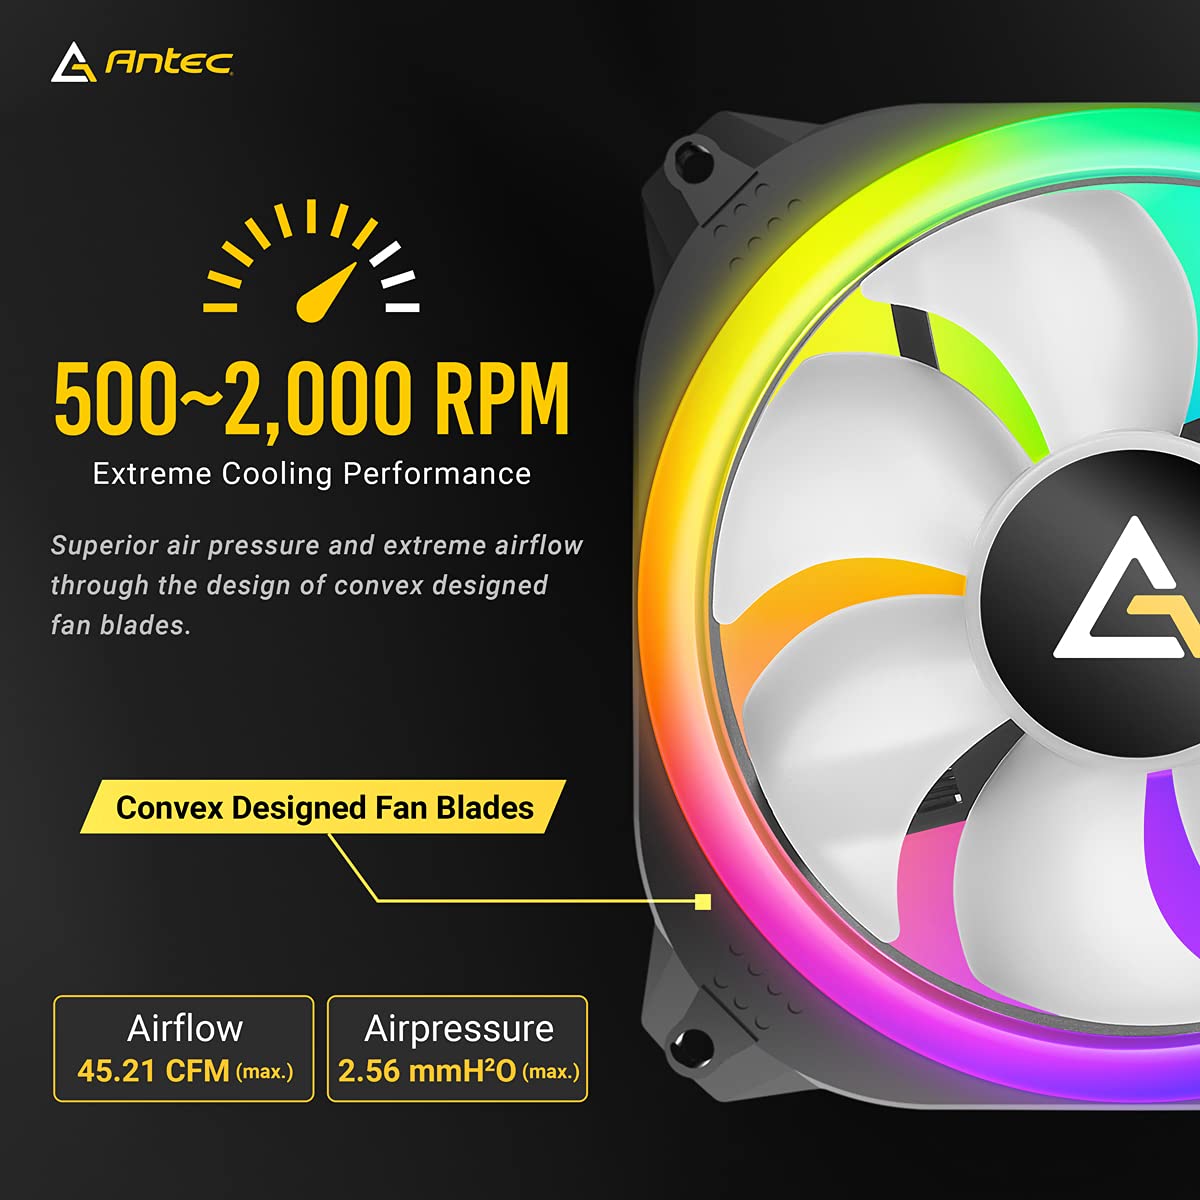 Antec
500~2,000 RPM
Extreme Cooling Performance
Superior air pressure and extreme airflow
through the design of convex designed
fan blades.
Convex Designed Fan Blades
Airflow
45.21 CFM (max.)
Airpressure
2.56 mmH²O (max.)